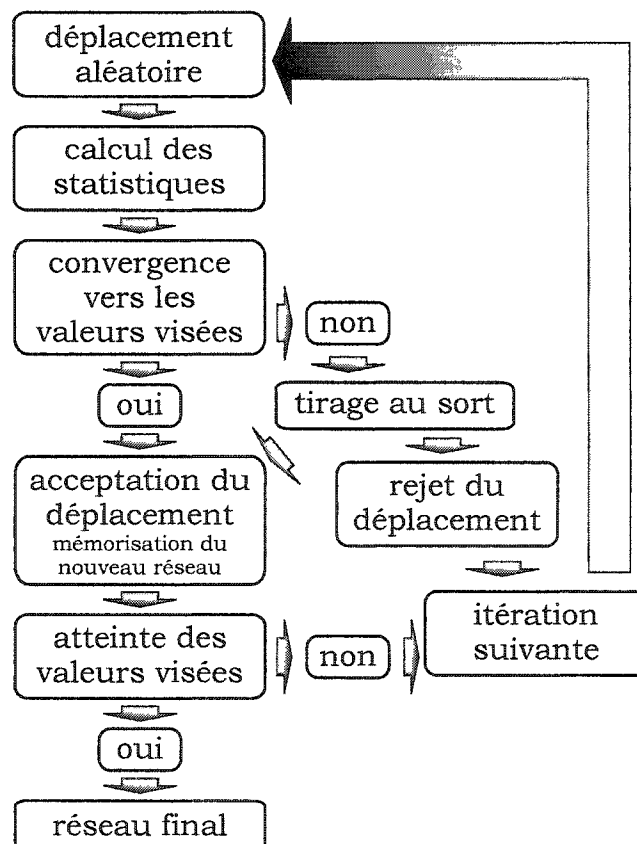 déplacement
aléatoire
calcul des
statistiques
convergence
vers les
valeurs visées
non
oui
tirage au sort
acceptation du
déplacement
mémorisation du
nouveau réseau
rejet du
déplacement
atteinte des
valeurs visées
non
itération
suivante
oui
réseau final